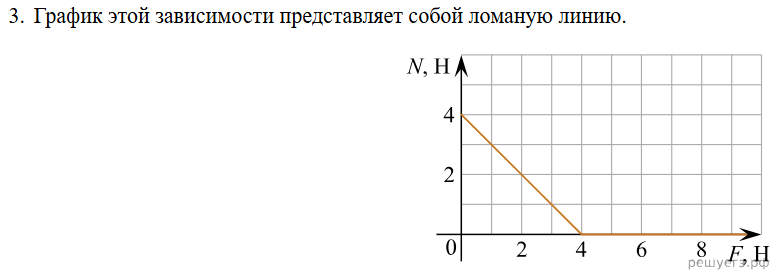 3. График этой зависимости представляет собой ломаную линию.
N, Н
4
2
0
2
4
6
8
F, Н
решуегэ.рф